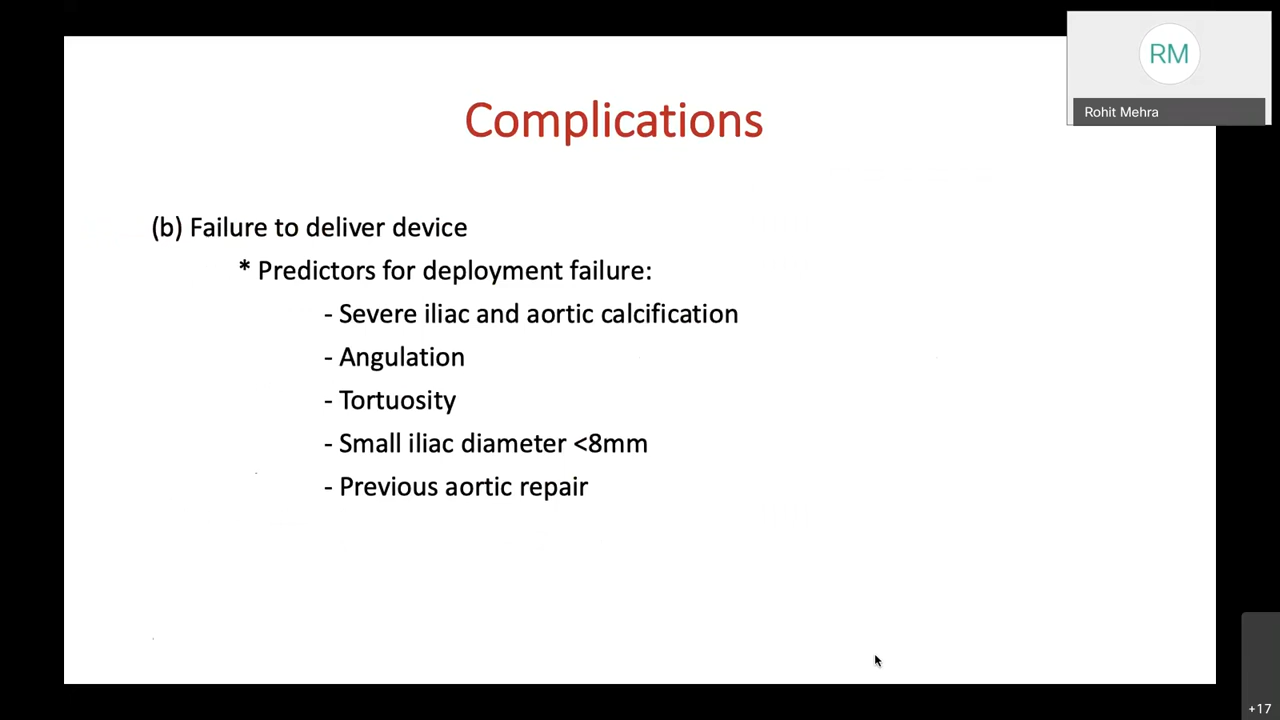 RM
Rohit Mehra
Complications
(b) Failure to deliver device
* Predictors for deployment failure:
- Severe iliac and aortic calcification
- Angulation
- Tortuosity
- Small iliac diameter <8mm
- Previous aortic repair
+17